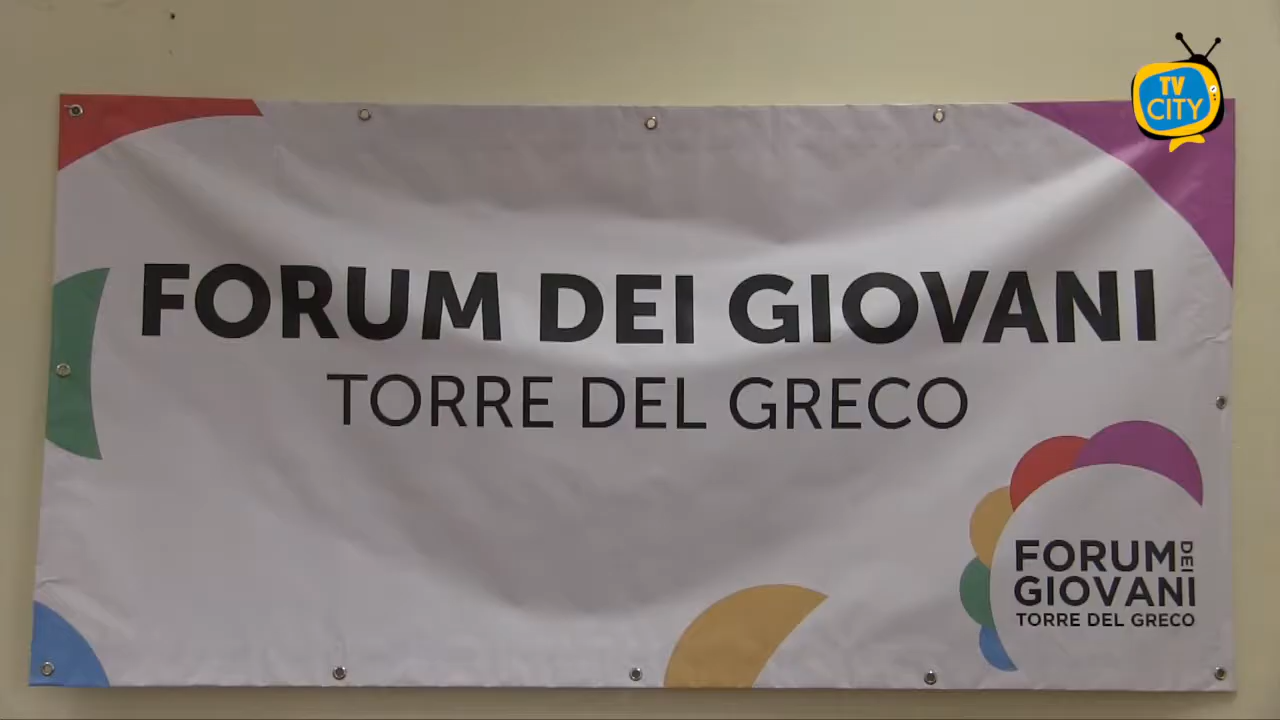 TV
CITY
FORUM DEI GIOVANI
TORRE DEL GRECO
FORUM DEI
GIOVANI
TORRE DEL GRECO